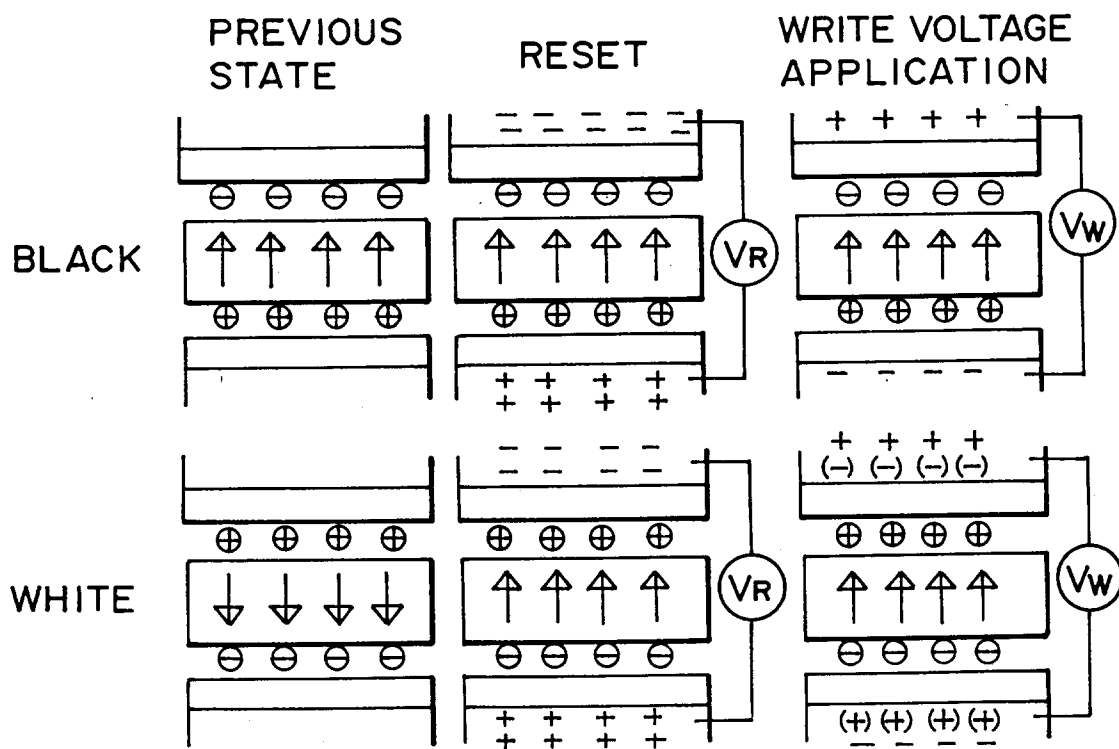 PREVIOUS
STATE
RESET
WRITE VOLTAGE
APPLICATION
− − − − −
− − − − −
+ + + +
⊖ ⊖ ⊖ ⊖
⊖ ⊖ ⊖ ⊖
⊖ ⊖ ⊖ ⊖
BLACK
VR
VW
⊕ ⊕ ⊕ ⊕
⊕ ⊕ ⊕ ⊕
⊕ ⊕ ⊕ ⊕
+ + + +
+ + + +
− − − −
− − − −
− − − −
+ + + +
(−) (−) (−) (−)
⊕ ⊕ ⊕ ⊕
⊕ ⊕ ⊕ ⊕
⊕ ⊕ ⊕ ⊕
WHITE
VR
VW
⊖ ⊖ ⊖ ⊖
⊖ ⊖ ⊖ ⊖
⊖ ⊖ ⊖ ⊖
+ + + +
+ + + +
(+) (+) (+) (+)
− − − −